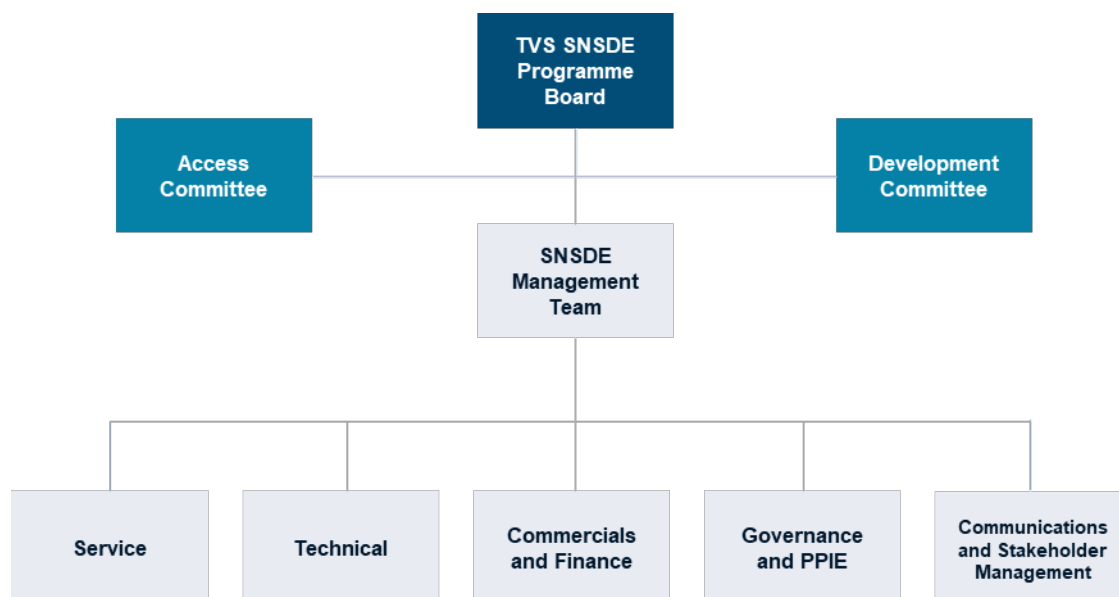 TVS SNSDE
Programme
Board
Access
Committee
Development
Committee
SNSDE
Management
Team
Service
Technical
Commercials
and Finance
Governance
and PPIE
Communications
and Stakeholder
Management